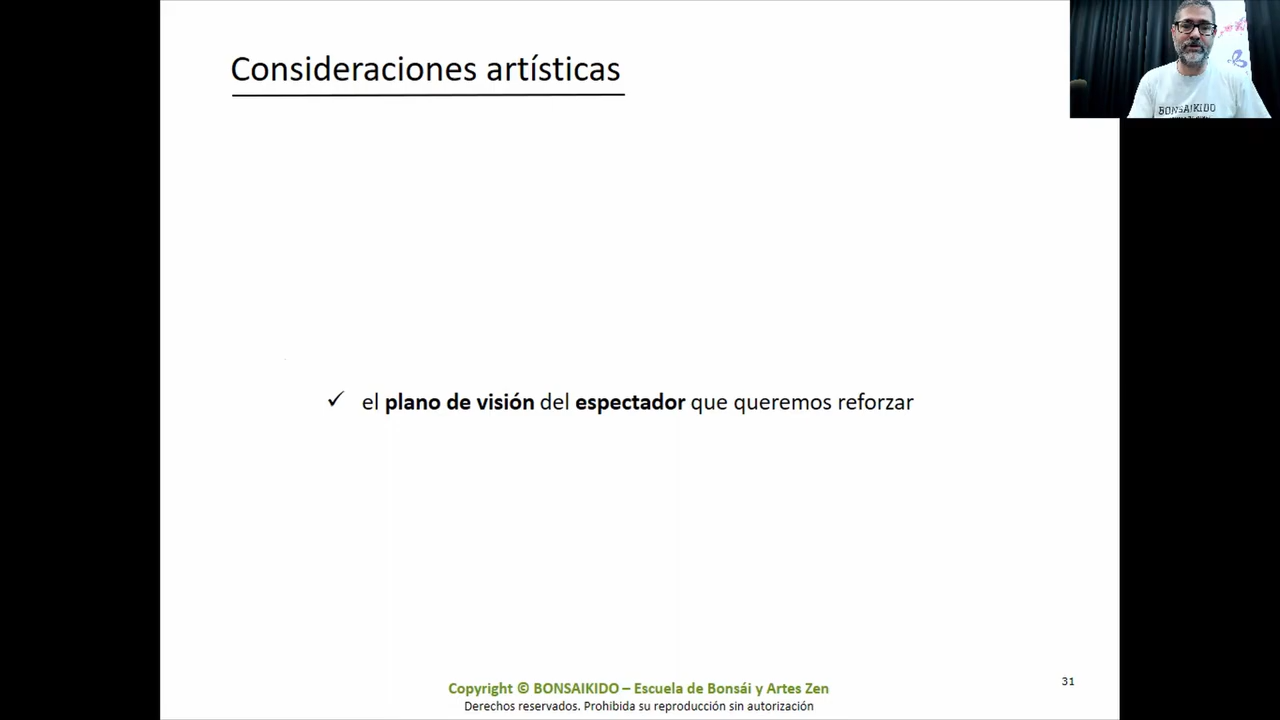 Consideraciones artísticas
BONSAIKIDO
✓ el plano de visión del espectador que queremos reforzar
31
Copyright © BONSAIKIDO – Escuela de Bonsái y Artes Zen
Derechos reservados. Prohibida su reproducción sin autorización